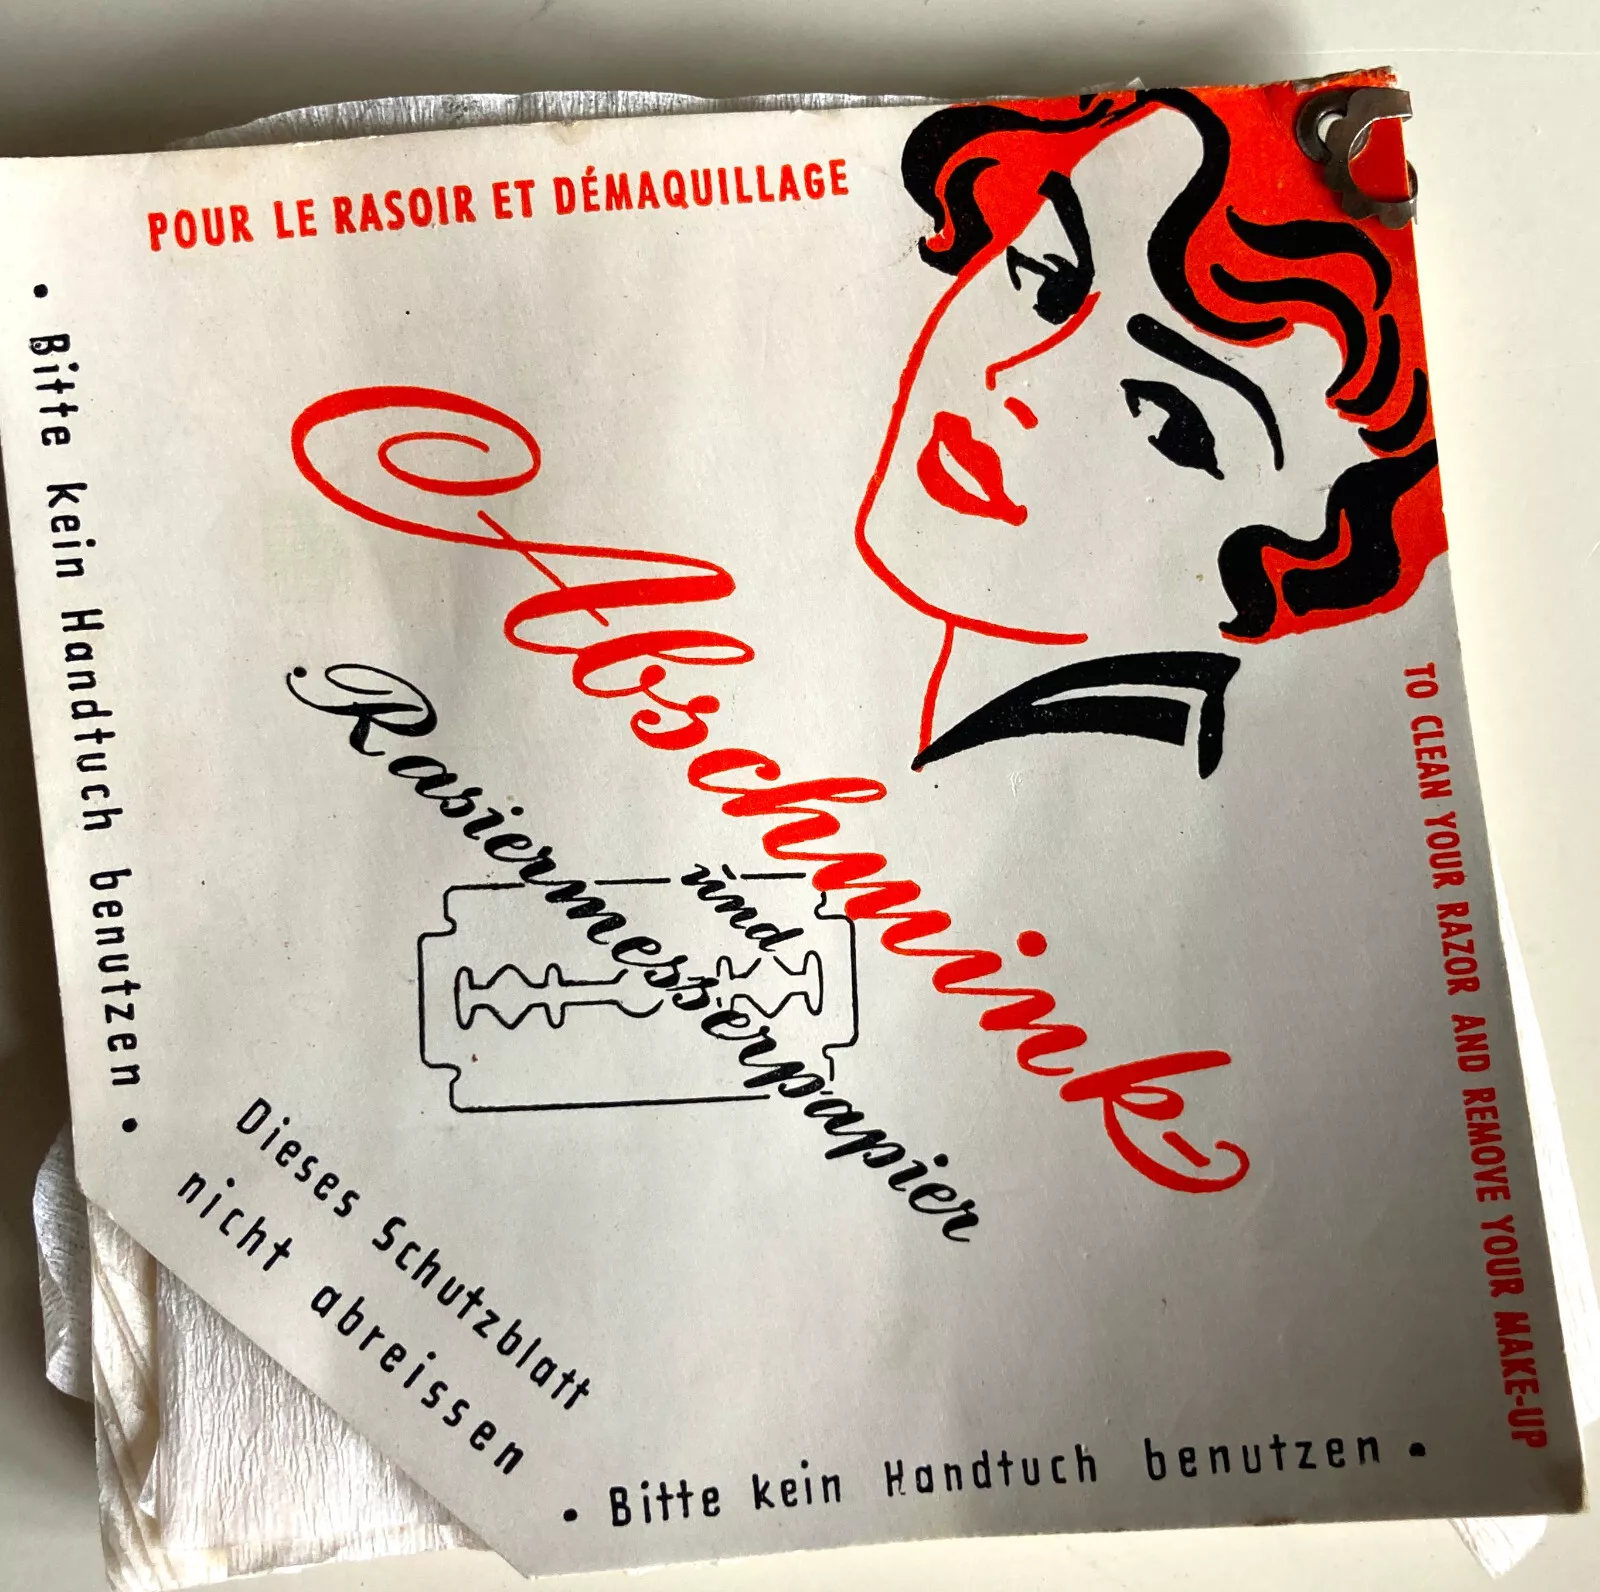 POUR LE RASOIR ET DÉMAQUILLAGE
• Bitte kein Handtuch benutzen •
Abschmink-
und
Rasiermesserpapier
TO CLEAN YOUR RAZOR AND REMOVE YOUR MAKE-UP
Dieses Schutzblatt
nicht abreissen
• Bitte kein Handtuch benutzen •